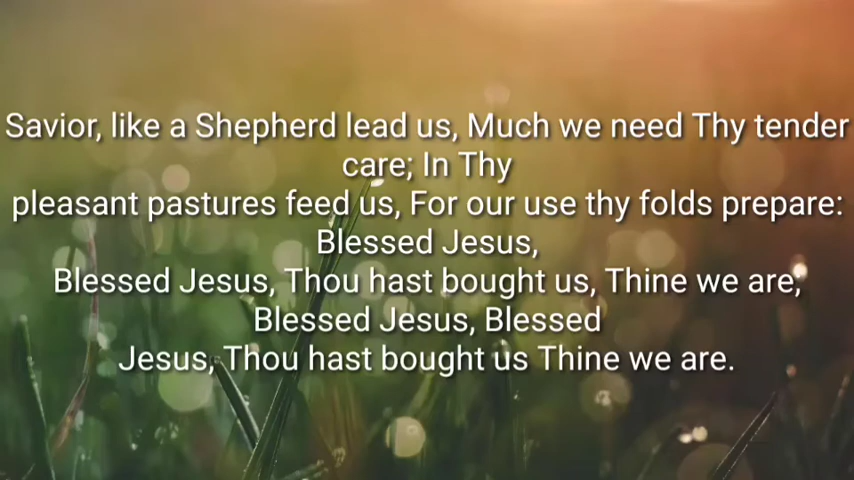 Savior, like a Shepherd lead us, Much we need Thy tender
care; In Thy
pleasant pastures feed us, For our use thy folds prepare:
Blessed Jesus,
Blessed Jesus, Thou hast bought us, Thine we are;
Blessed Jesus, Blessed
Jesus, Thou hast bought us Thine we are.